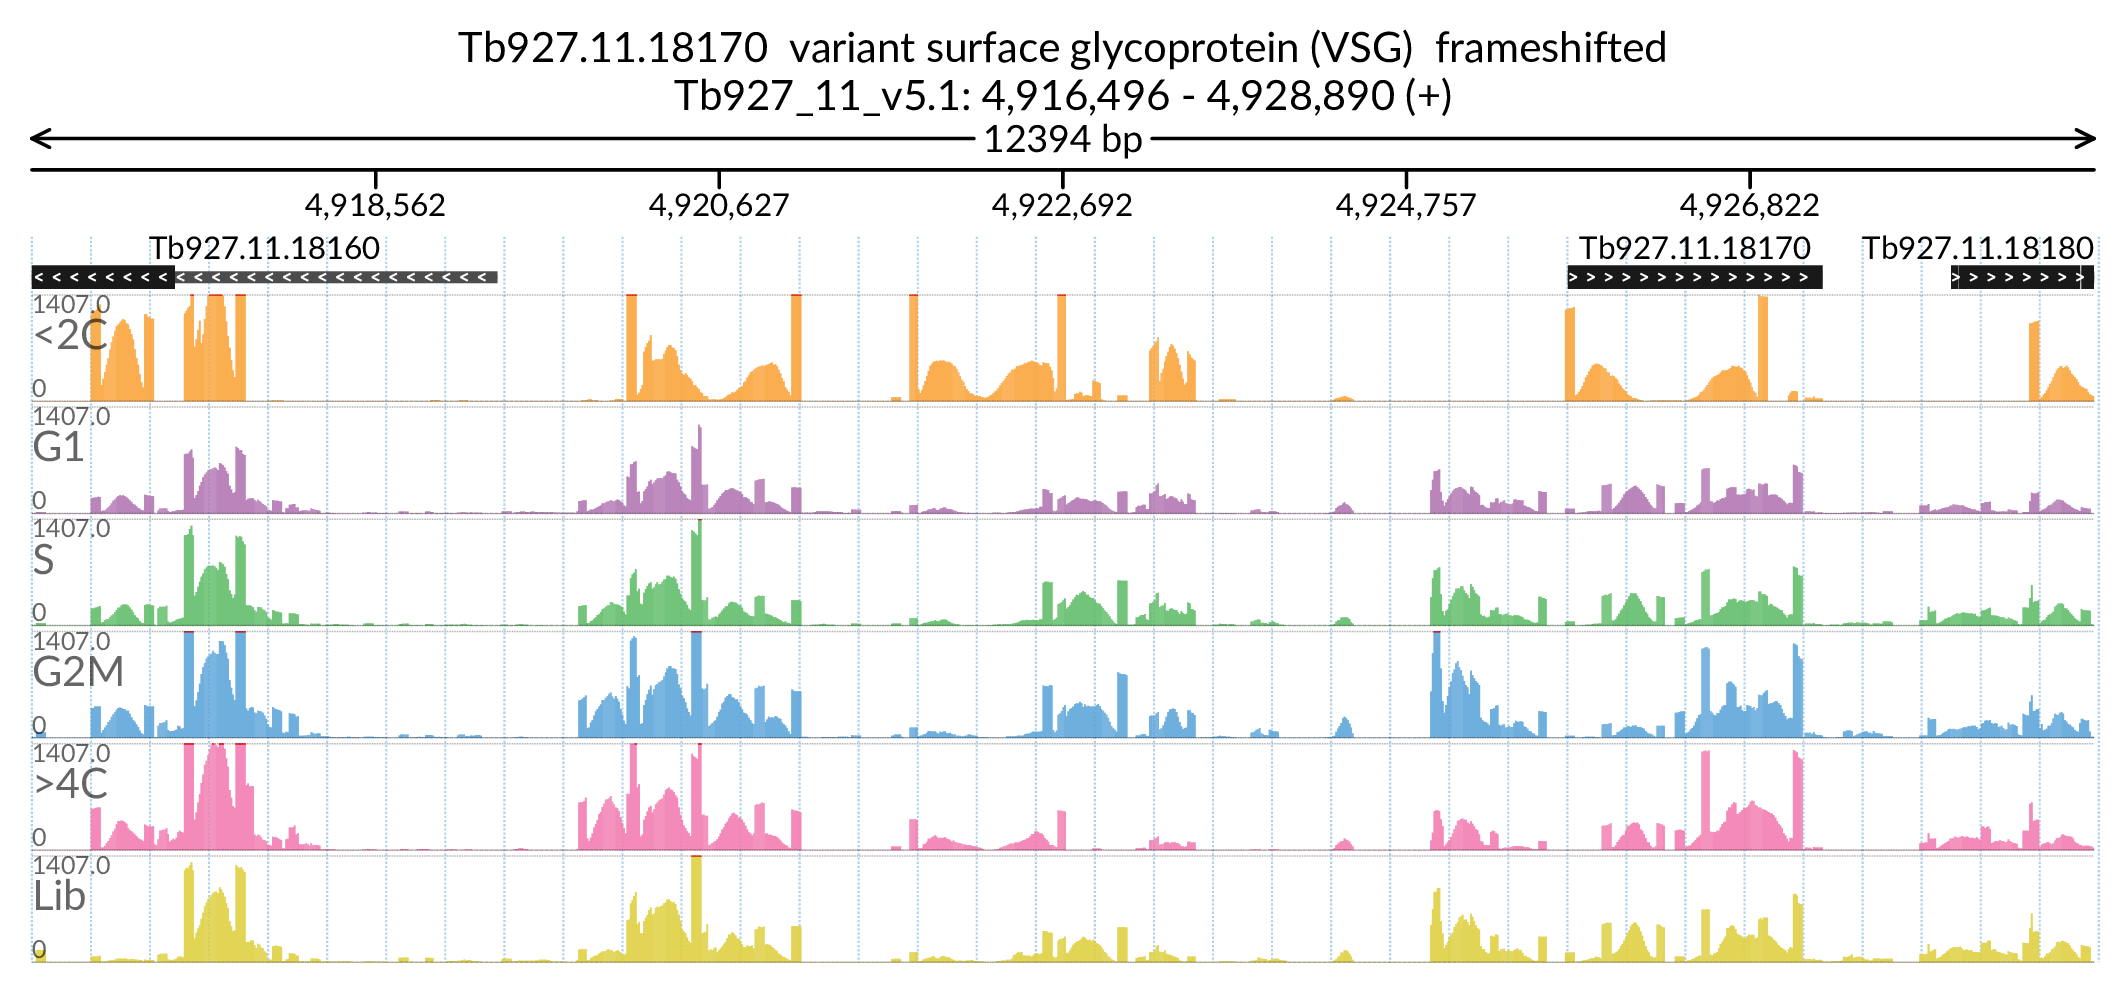 Tb927.11.18170  variant surface glycoprotein (VSG)  frameshifted
Tb927_11_v5.1: 4,916,496 - 4,928,890 (+)
12394 bp
4,918,562 4,920,627 4,922,692 4,924,757 4,926,822
Tb927.11.18160 Tb927.11.18170 Tb927.11.18180
1407.0
<2C
0
1407.0
G1
0
1407.0
S
0
1407.0
G2M
0
1407.0
>4C
0
1407.0
Lib
0